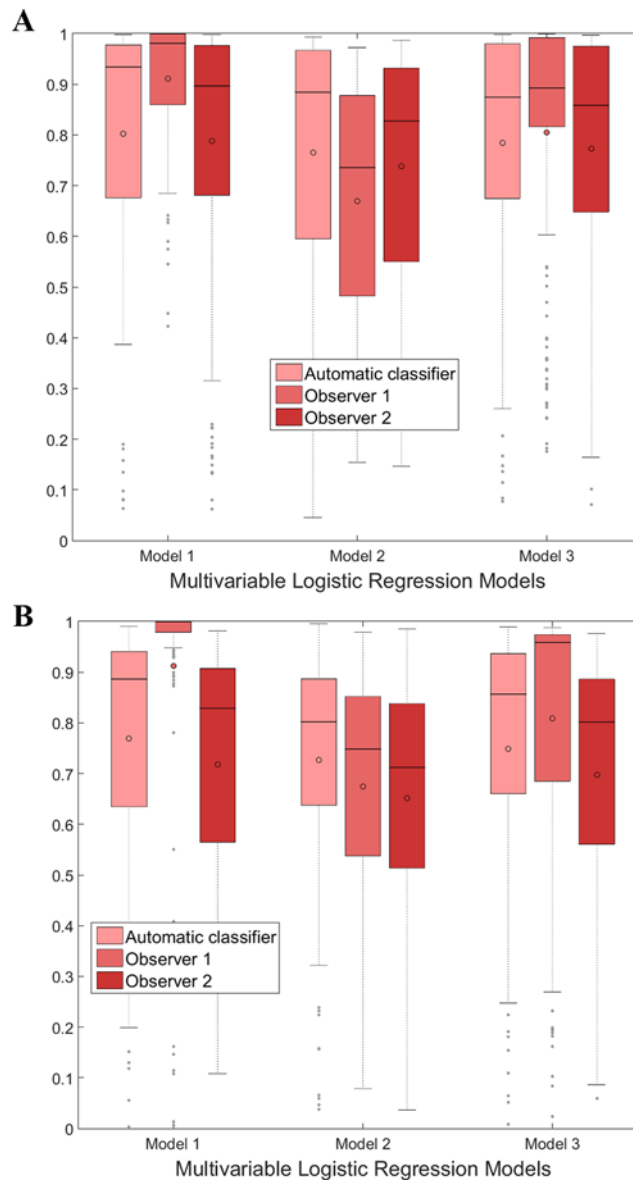 A
1
0.9
0.8
0.7
0.6
0.5
0.4
0.3
0.2
0.1
0
Automatic classifier
Observer 1
Observer 2
Model 1 Model 2 Model 3
Multivariable Logistic Regression Models
B
1
0.9
0.8
0.7
0.6
0.5
0.4
0.3
0.2
0.1
0
Automatic classifier
Observer 1
Observer 2
Model 1 Model 2 Model 3
Multivariable Logistic Regression Models